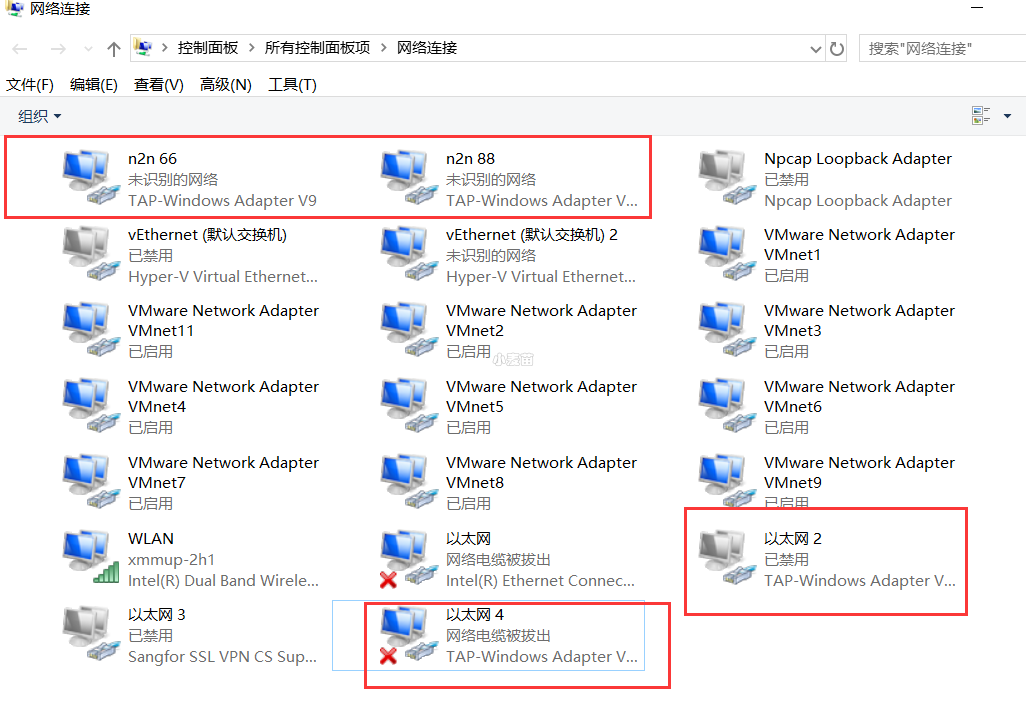 网络连接
控制面板 > 所有控制面板项 > 网络连接
搜索"网络连接"
文件(F) 编辑(E) 查看(V) 高级(N) 工具(T)
组织
n2n 66
未识别的网络
TAP-Windows Adapter V9
n2n 88
未识别的网络
TAP-Windows Adapter V...
Npcap Loopback Adapter
已禁用
Npcap Loopback Adapter
vEthernet (默认交换机)
已禁用
Hyper-V Virtual Ethernet...
vEthernet (默认交换机) 2
未识别的网络
Hyper-V Virtual Ethernet...
VMware Network Adapter
VMnet1
已启用
VMware Network Adapter
VMnet11
已启用
VMware Network Adapter
VMnet2
已启用
VMware Network Adapter
VMnet3
已启用
VMware Network Adapter
VMnet4
已启用
VMware Network Adapter
VMnet5
已启用
VMware Network Adapter
VMnet6
已启用
VMware Network Adapter
VMnet7
已启用
VMware Network Adapter
VMnet8
已启用
VMware Network Adapter
VMnet9
已启用
WLAN
xmmup-2h1
Intel(R) Dual Band Wirele...
以太网
网络电缆被拔出
Intel(R) Ethernet Connec...
以太网 2
已禁用
TAP-Windows Adapter V...
以太网 3
已禁用
Sangfor SSL VPN CS Sup...
以太网 4
网络电缆被拔出
TAP-Windows Adapter V...